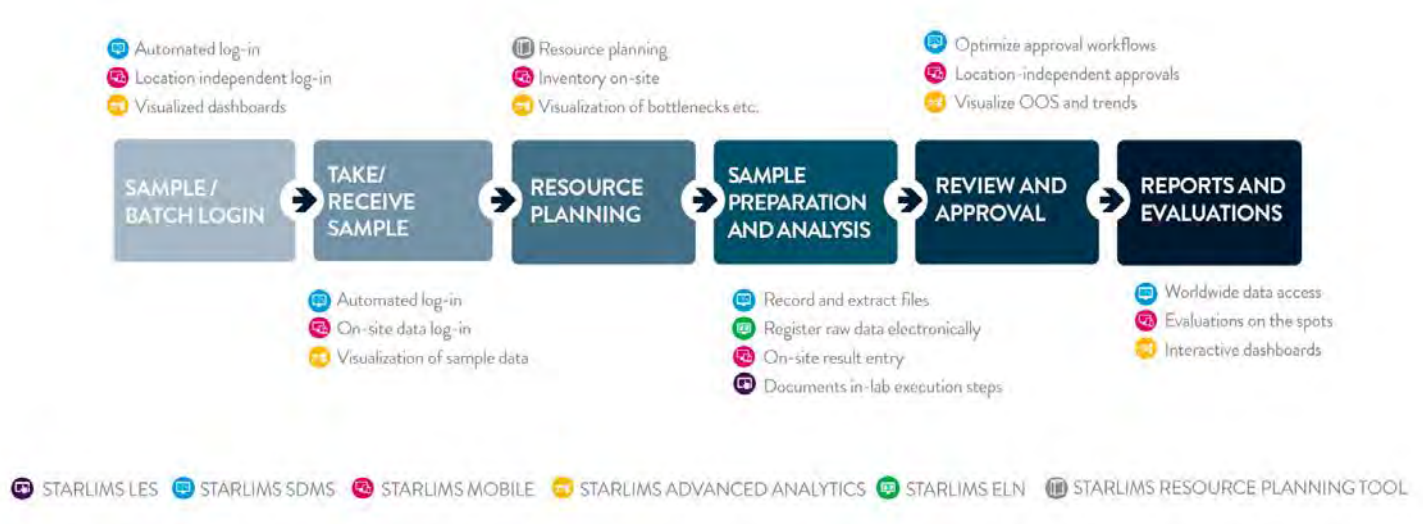 Automated log-in
Location independent log-in
Visualized dashboards
Resource planning
Inventory on-site
Visualization of bottlenecks etc.
Optimize approval workflows
Location-independent approvals
Visualize OOS and trends
SAMPLE /
BATCH LOGIN
TAKE/
RECEIVE
SAMPLE
RESOURCE
PLANNING
SAMPLE
PREPARATION
AND ANALYSIS
REVIEW AND
APPROVAL
REPORTS AND
EVALUATIONS
Automated log-in
On-site data log-in
Visualization of sample data
Record and extract files
Register raw data electronically
On-site result entry
Documents in-lab execution steps
Worldwide data access
Evaluations on the spots
Interactive dashboards
STARLIMS LES STARLIMS SDMS STARLIMS MOBILE STARLIMS ADVANCED ANALYTICS STARLIMS ELN STARLIMS RESOURCE PLANNING TOOL